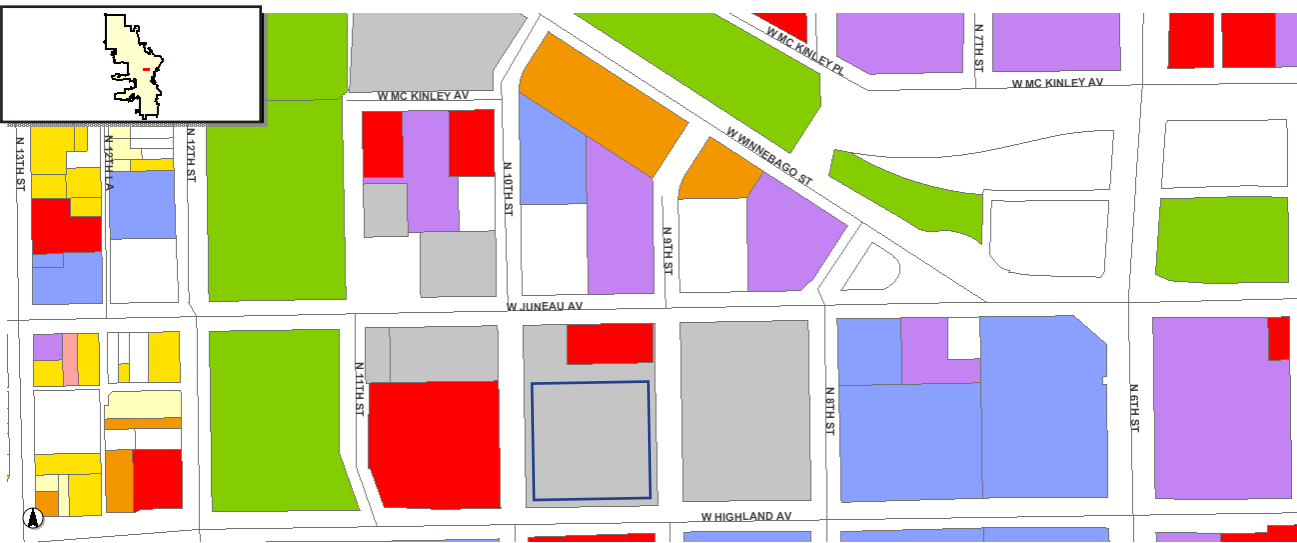 W MC KINLEY PL
N 7TH ST
W MC KINLEY AV
W MC KINLEY AV
N 13TH ST
N 12TH LA
N 12TH ST
N 10TH ST
W WINNEBAGO ST
N 9TH ST
W JUNEAU AV
N 11TH ST
N 8TH ST
N 6TH ST
W HIGHLAND AV